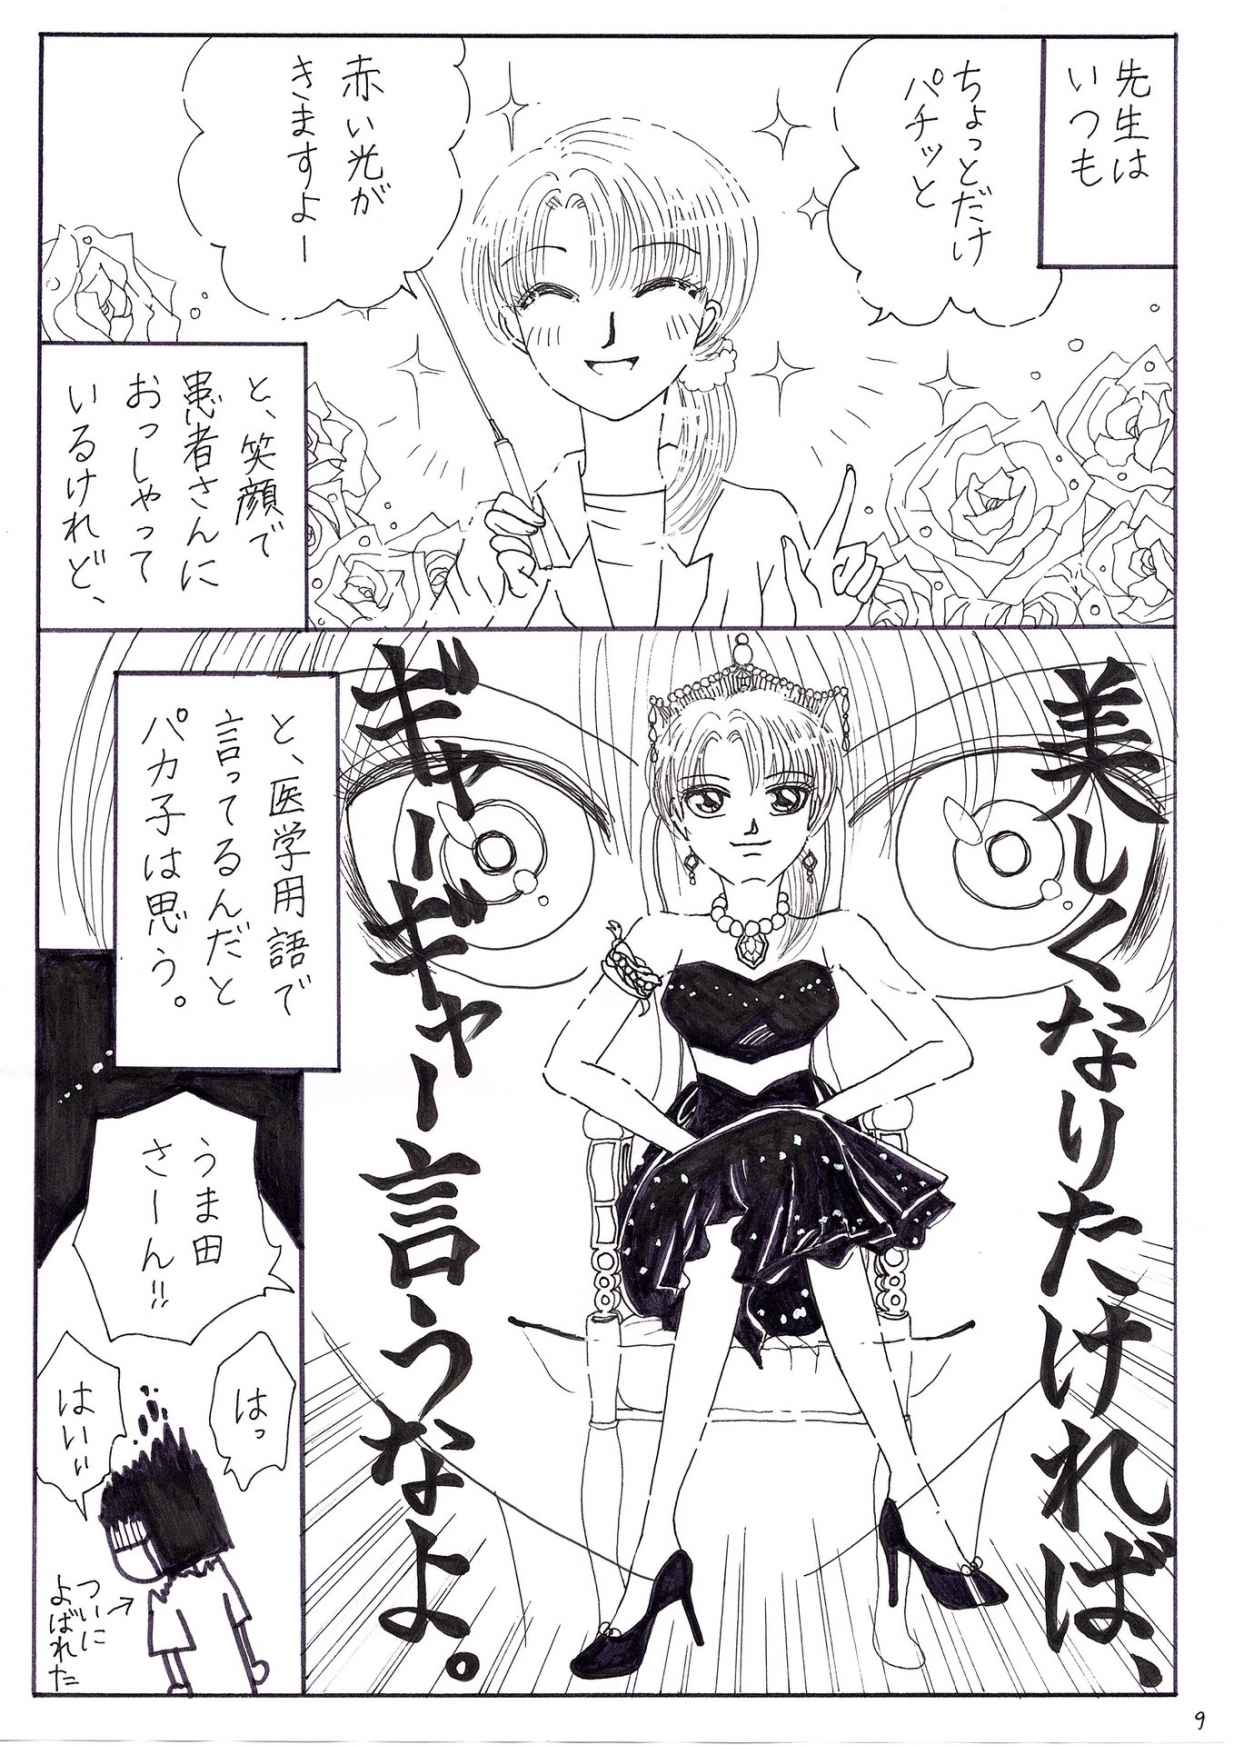 先生は
いつも
ちょっとだけ
パチッと
赤い光が
きますよー
と、笑顔で
患者さんに
おっしゃって
いるけれど、
美しくなりたければ、
ギャーギャー言うなよ。
と、医学用語で
言ってるんだと
パカ子は思う。
うま田
さーん!!
はっ
はいぃ
ついに
よばれた
9